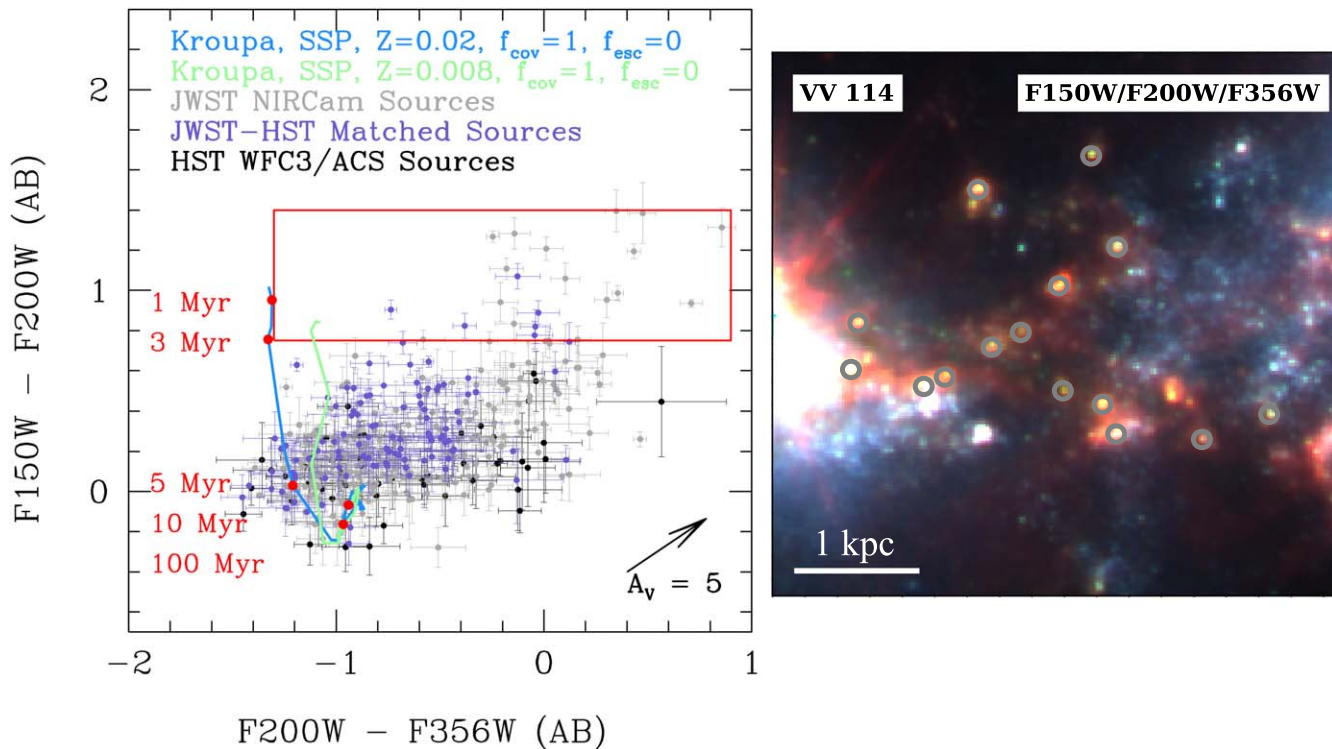 Kroupa, SSP, Z=0.02, f_cov=1, f_esc=0
Kroupa, SSP, Z=0.008, f_cov=1, f_esc=0
JWST NIRCam Sources
JWST-HST Matched Sources
HST WFC3/ACS Sources
2
1
0
F150W − F200W (AB)
1 Myr
3 Myr
5 Myr
10 Myr
100 Myr
A_V = 5
−2
−1
0
1
F200W − F356W (AB)
VV 114
F150W/F200W/F356W
1 kpc